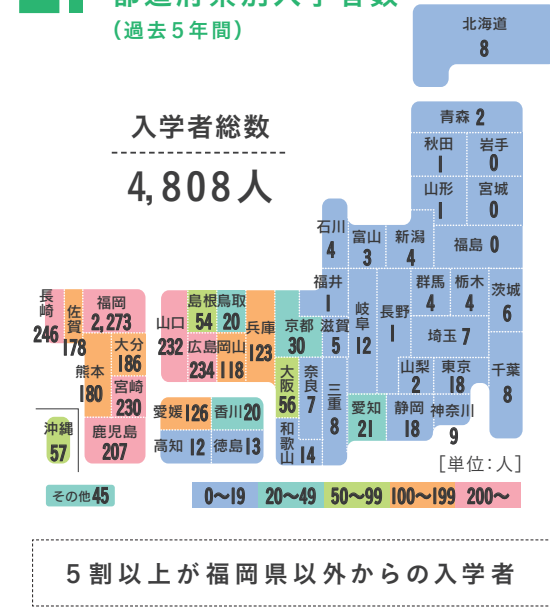 都道府県別入学者数
(過去5年間)
入学者総数
4,808人
北海道
8
青森 2
秋田
1
岩手
0
山形
1
宮城
0
福島 0
石川
4
富山
3
新潟
4
福井
1
岐阜
12
長野
1
群馬
4
栃木
4
茨城
6
埼玉 7
山梨
2
東京
18
千葉
8
神奈川
9
静岡
18
愛知
21
三重
8
滋賀
5
京都
30
奈良
7
大阪
56
和歌山 14
兵庫
123
鳥取
20
島根
54
岡山
118
広島
234
山口
232
愛媛 126
香川 20
高知 12
徳島 13
福岡
2,273
佐賀
178
長崎
246
大分
186
熊本
180
宮崎
230
鹿児島
207
沖縄
57
その他 45
[単位:人]
0〜19 20〜49 50〜99 100〜199 200〜
5割以上が福岡県以外からの入学者